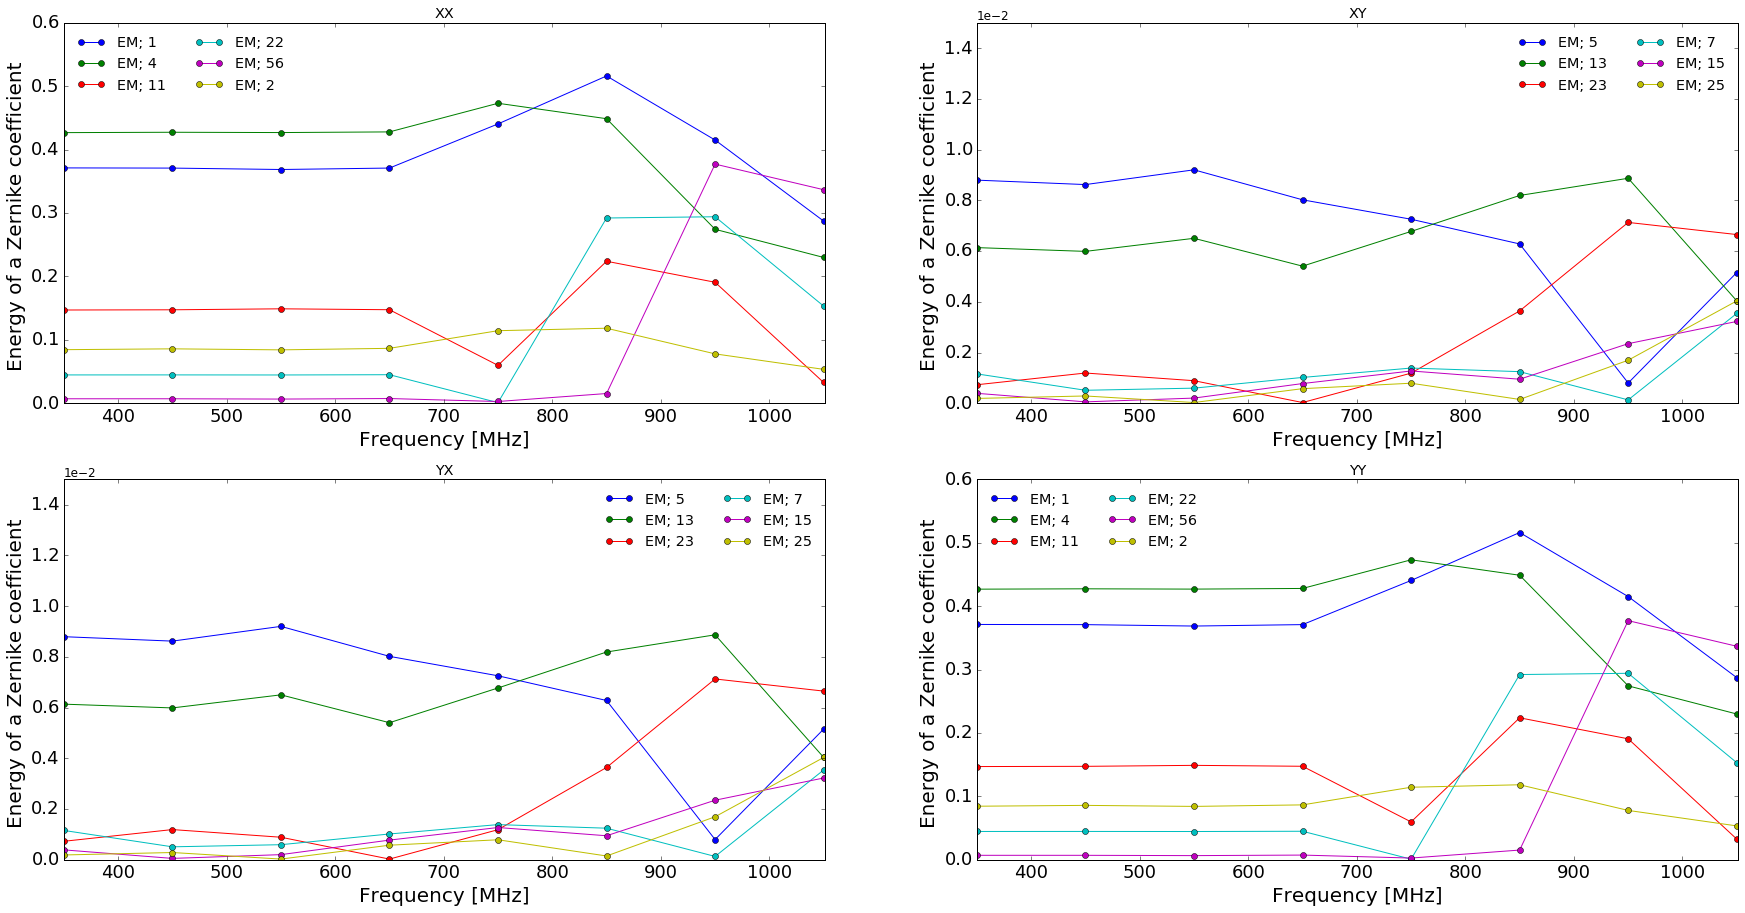 XX
0.6
0.5
0.4
0.3
0.2
0.1
0.0
Energy of a Zernike coefficient
EM; 1
EM; 4
EM; 11
EM; 22
EM; 56
EM; 2
400 500 600 700 800 900 1000
Frequency [MHz]
XY
1e−2
1.4
1.2
1.0
0.8
0.6
0.4
0.2
0.0
Energy of a Zernike coefficient
EM; 5
EM; 13
EM; 23
EM; 7
EM; 15
EM; 25
400 500 600 700 800 900 1000
Frequency [MHz]
YX
1e−2
1.4
1.2
1.0
0.8
0.6
0.4
0.2
0.0
Energy of a Zernike coefficient
EM; 5
EM; 13
EM; 23
EM; 7
EM; 15
EM; 25
400 500 600 700 800 900 1000
Frequency [MHz]
YY
0.6
0.5
0.4
0.3
0.2
0.1
0.0
Energy of a Zernike coefficient
EM; 1
EM; 4
EM; 11
EM; 22
EM; 56
EM; 2
400 500 600 700 800 900 1000
Frequency [MHz]